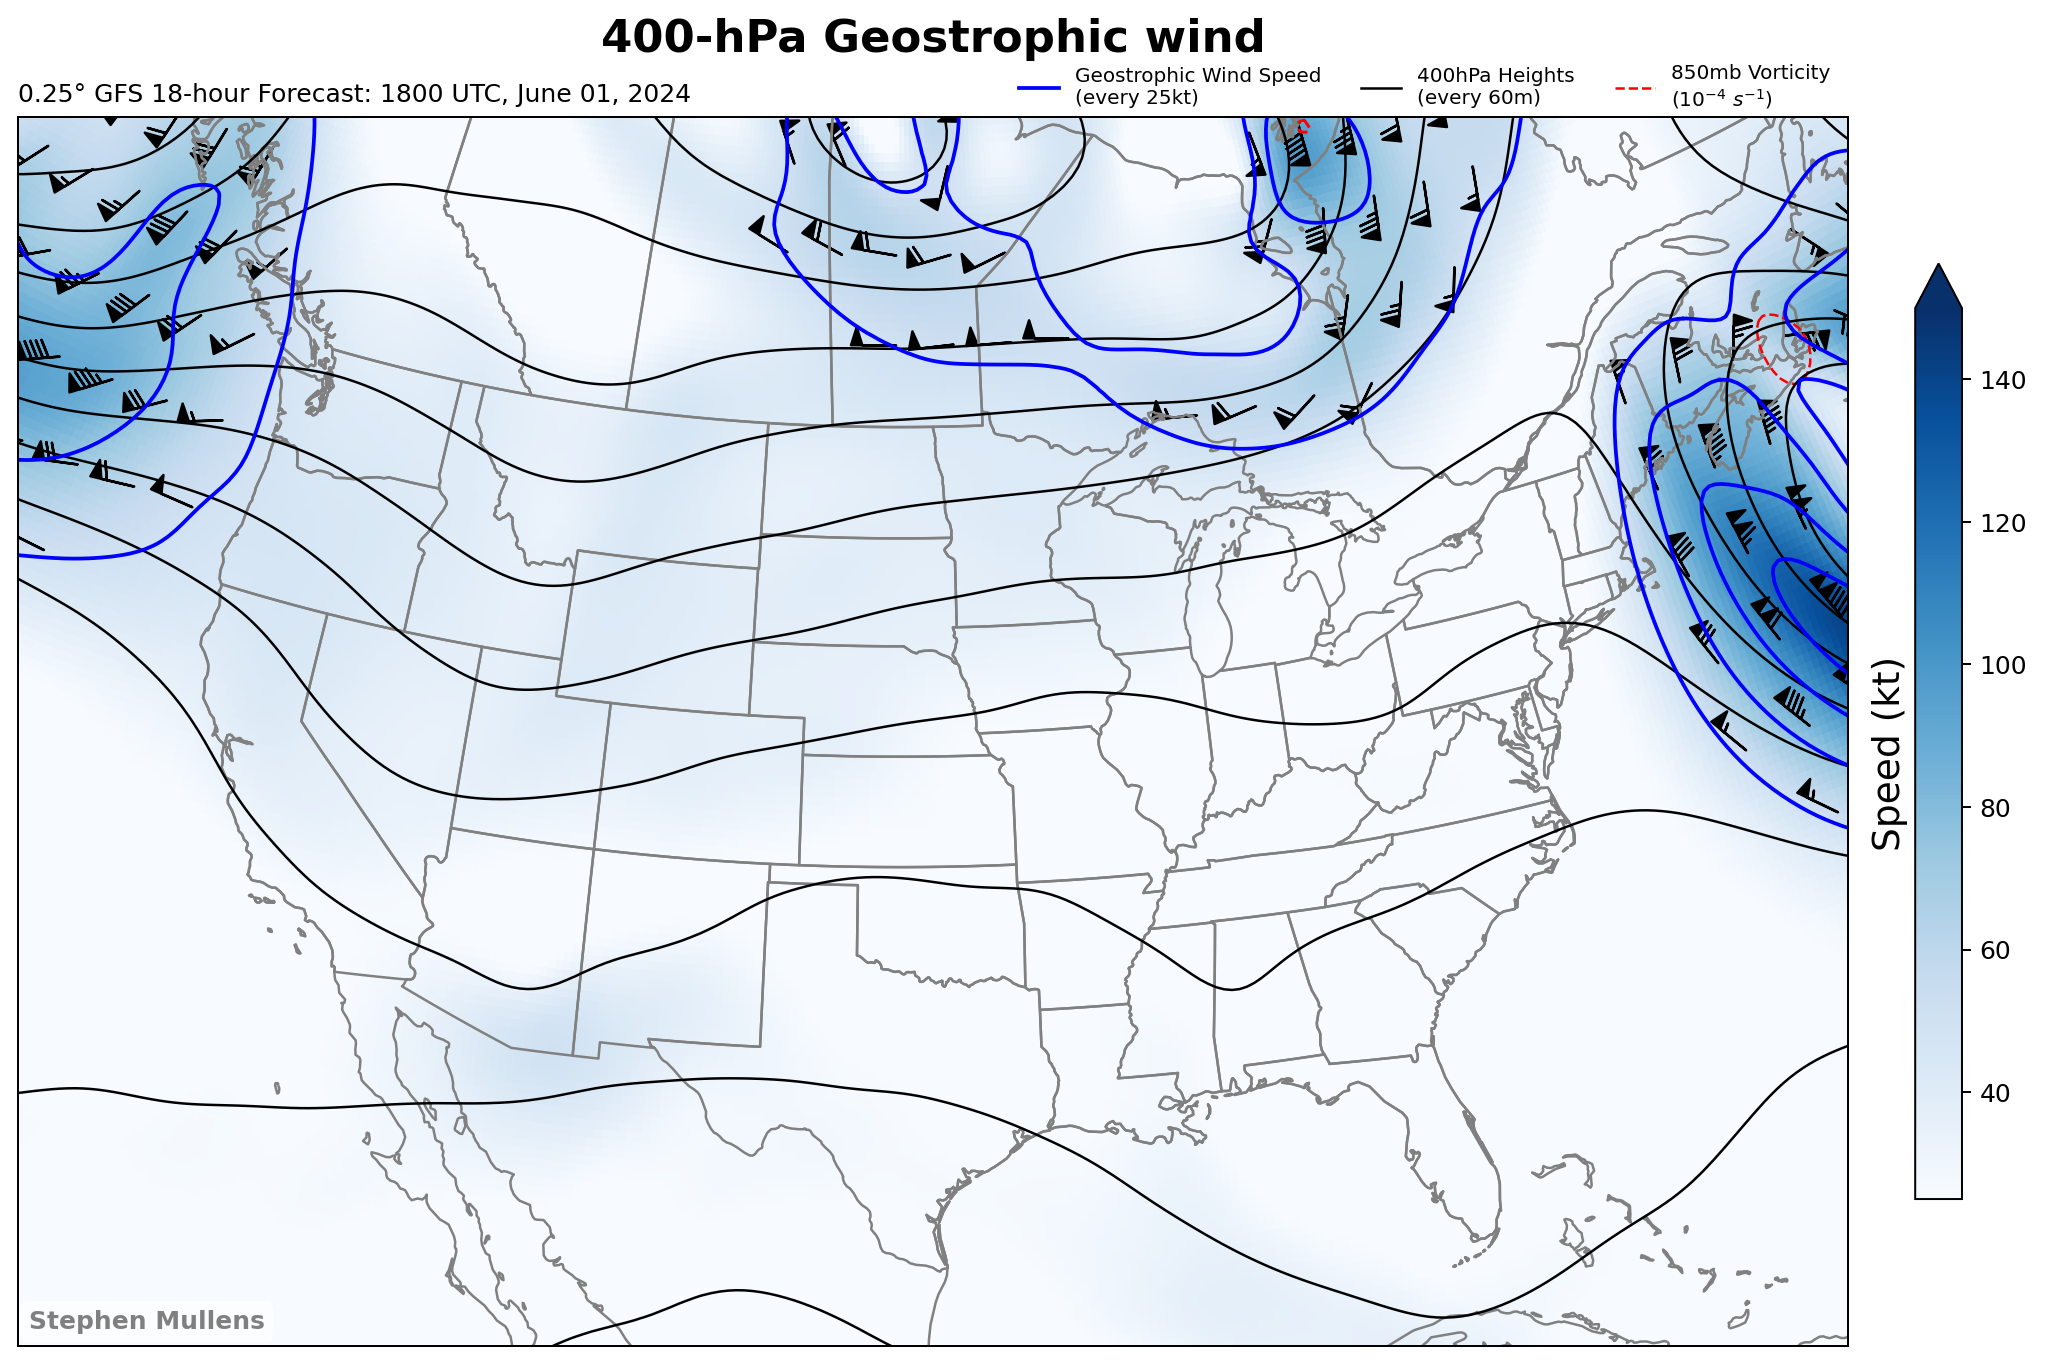 400-hPa Geostrophic wind
0.25° GFS 18-hour Forecast: 1800 UTC, June 01, 2024
Geostrophic Wind Speed
(every 25kt)
400hPa Heights
(every 60m)
850mb Vorticity
(10⁻⁴ s⁻¹)
140
120
100
80
60
40
Speed (kt)
Stephen Mullens